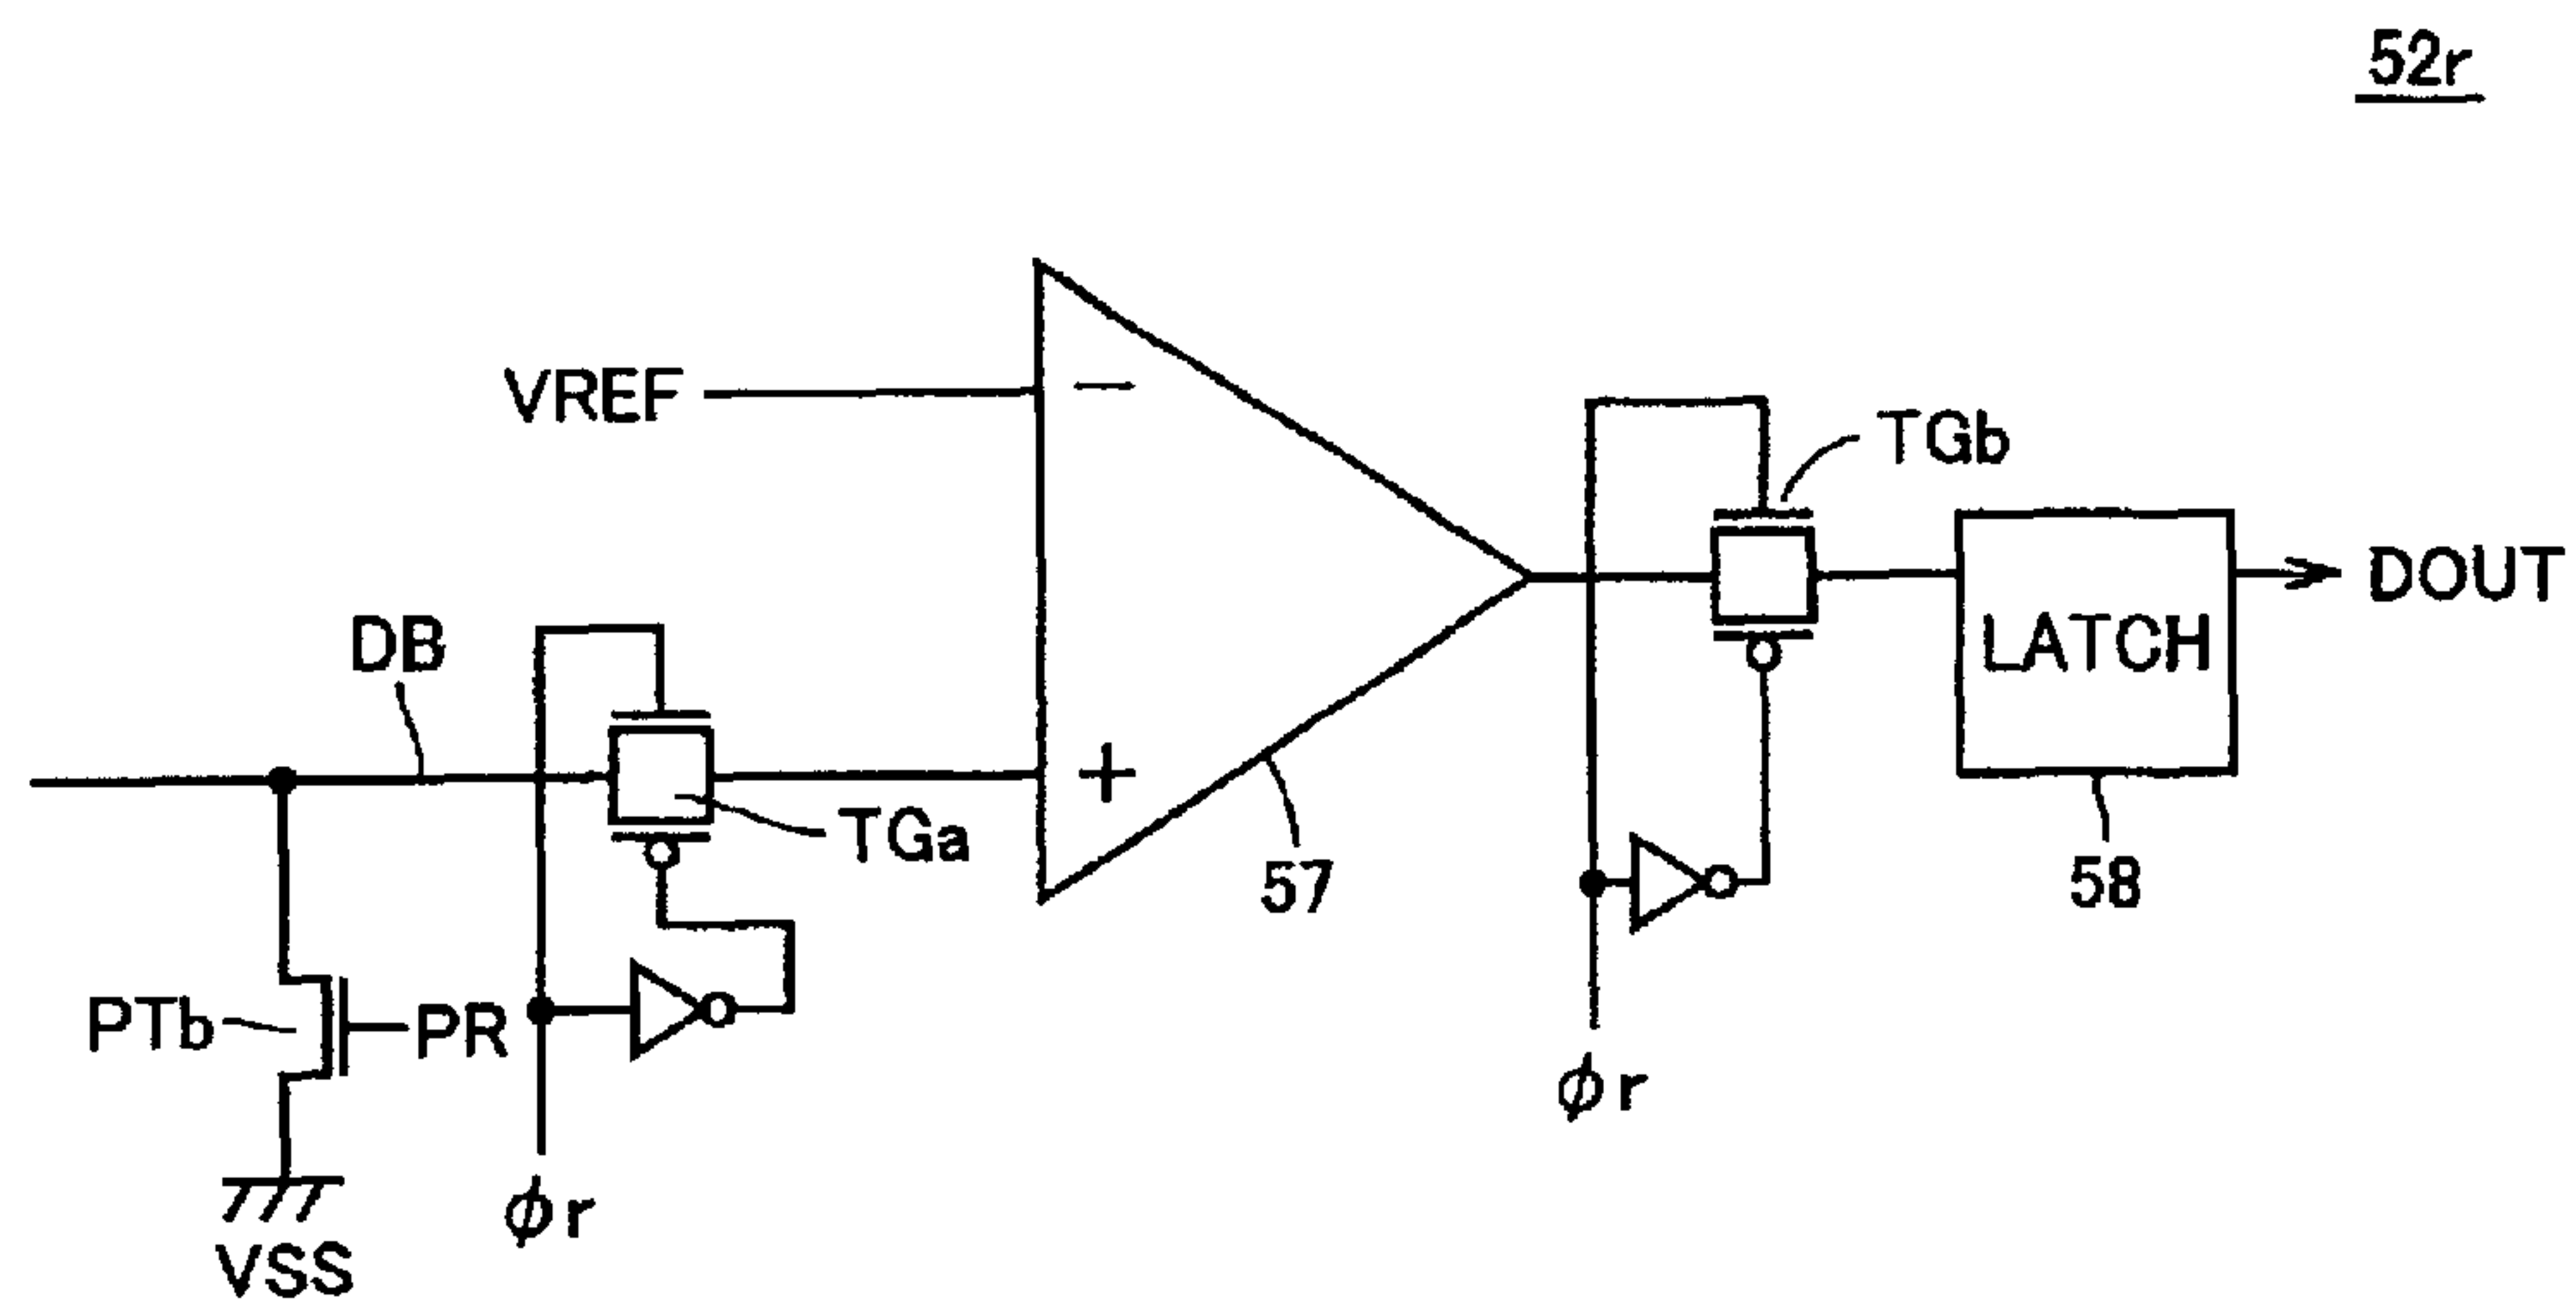 52r
VREF
−
TGb
DOUT
LATCH
DB
+
TGa
57
58
PTb
PR
φr
φr
VSS